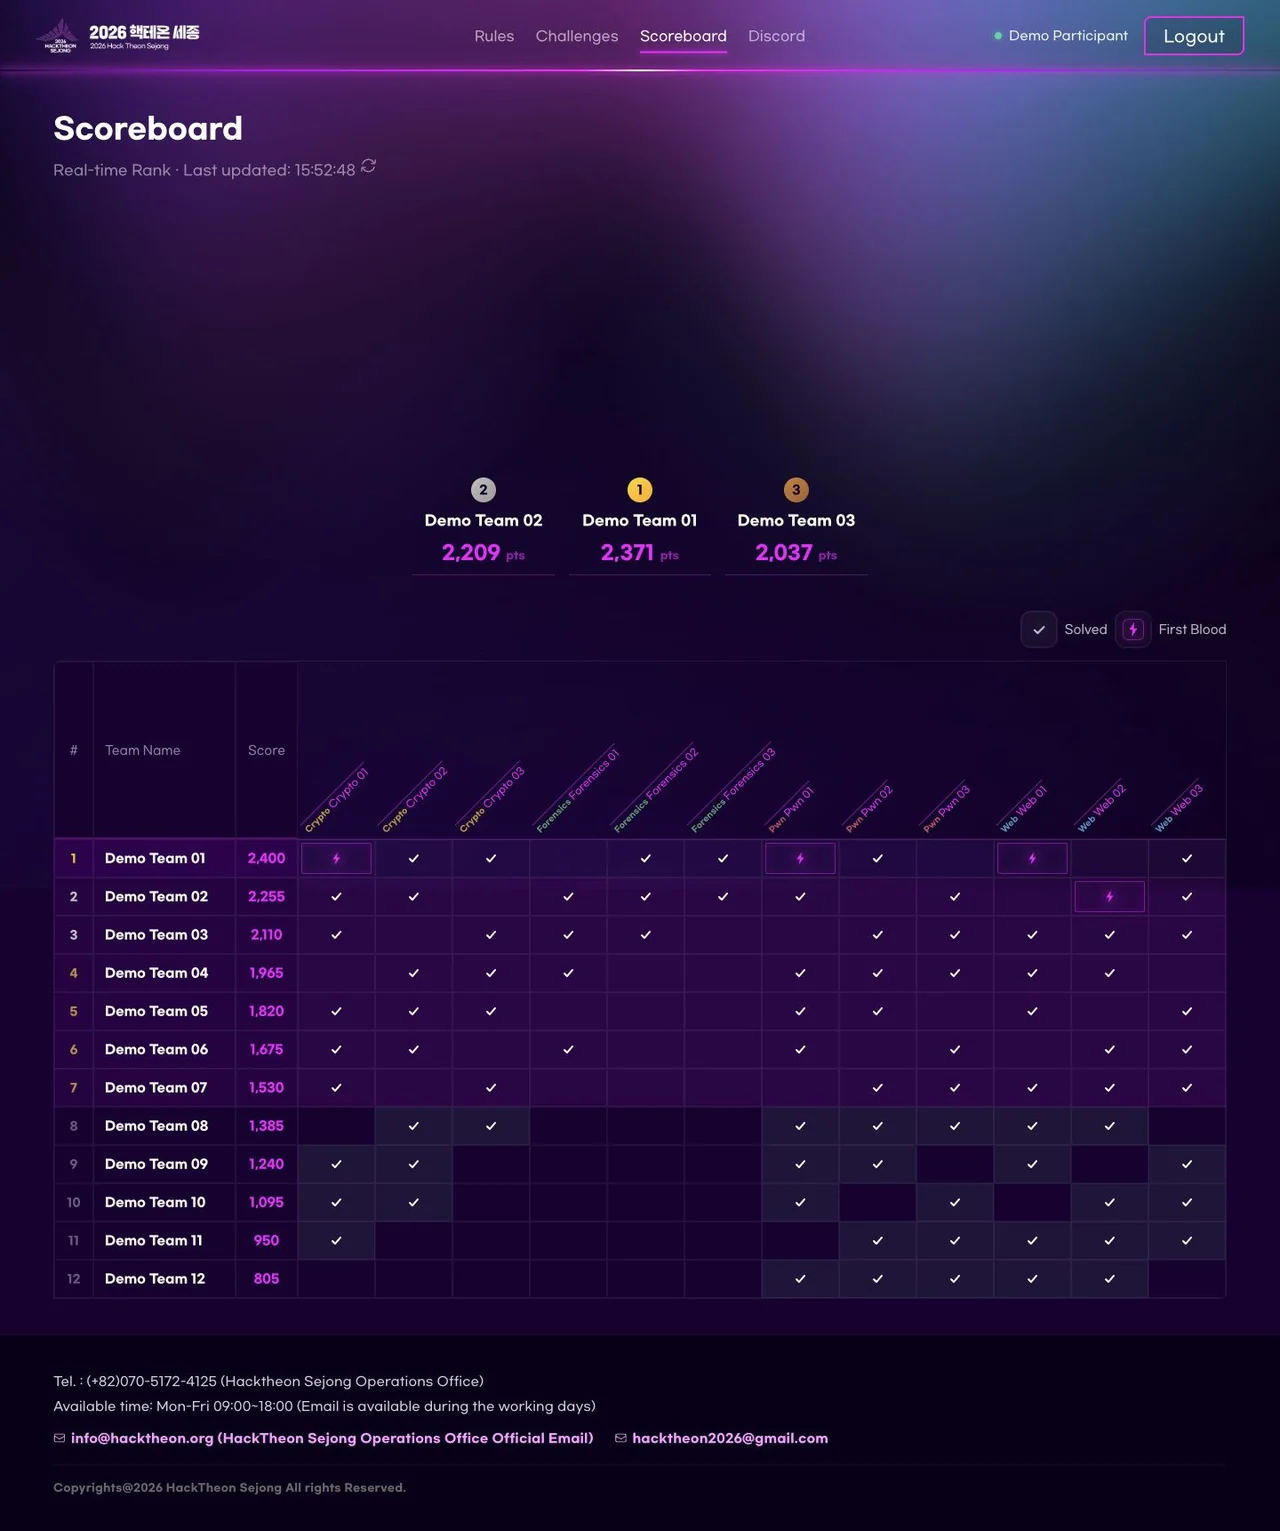 2026 HACKTHEON SEJONG
2026 핵테온 세종
2026 Hack Theon Sejong
Rules
Challenges
Scoreboard
Discord
Demo Participant
Logout
Scoreboard
Real-time Rank · Last updated: 15:52:48
2
1
3
Demo Team 02
Demo Team 01
Demo Team 03
2,209 pts
2,371 pts
2,037 pts
Solved
First Blood
#
Team Name
Score
Crypto Crypto 01
Crypto Crypto 02
Crypto Crypto 03
Forensics Forensics 01
Forensics Forensics 02
Forensics Forensics 03
Pwn Pwn 01
Pwn Pwn 02
Pwn Pwn 03
Web Web 01
Web Web 02
Web Web 03
1 Demo Team 01 2,400
2 Demo Team 02 2,255
3 Demo Team 03 2,110
4 Demo Team 04 1,965
5 Demo Team 05 1,820
6 Demo Team 06 1,675
7 Demo Team 07 1,530
8 Demo Team 08 1,385
9 Demo Team 09 1,240
10 Demo Team 10 1,095
11 Demo Team 11 950
12 Demo Team 12 805
Tel. : (+82)070-5172-4125 (Hacktheon Sejong Operations Office)
Available time: Mon-Fri 09:00~18:00 (Email is available during the working days)
info@hacktheon.org (HackTheon Sejong Operations Office Official Email)
hacktheon2026@gmail.com
Copyrights@2026 HackTheon Sejong All rights Reserved.